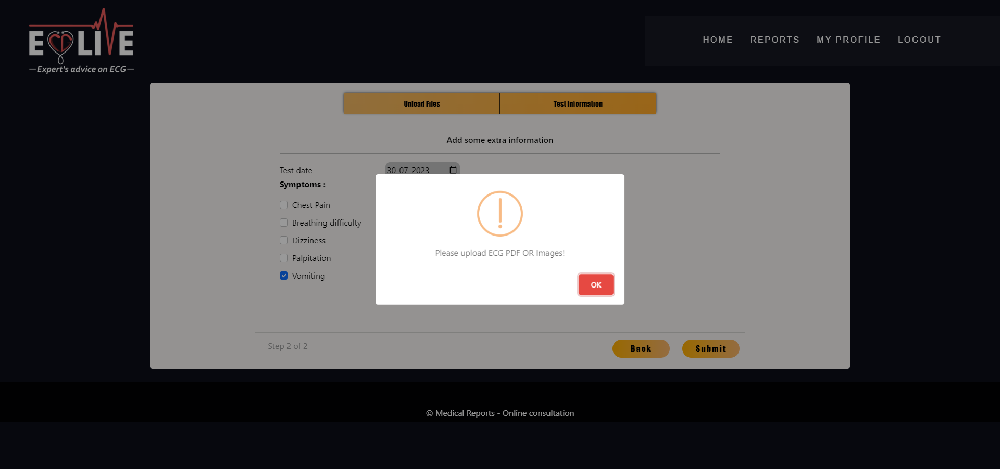 E LIVE
—Expert's advice on ECG—
HOME REPORTS MY PROFILE LOGOUT
Upload Files Test Information
Add some extra information
Test date 30-07-2023
Symptoms :
Chest Pain
Breathing difficulty
Dizziness
Palpitation
Vomiting
Please upload ECG PDF OR Images!
OK
Step 2 of 2
Back Submit
© Medical Reports - Online consultation